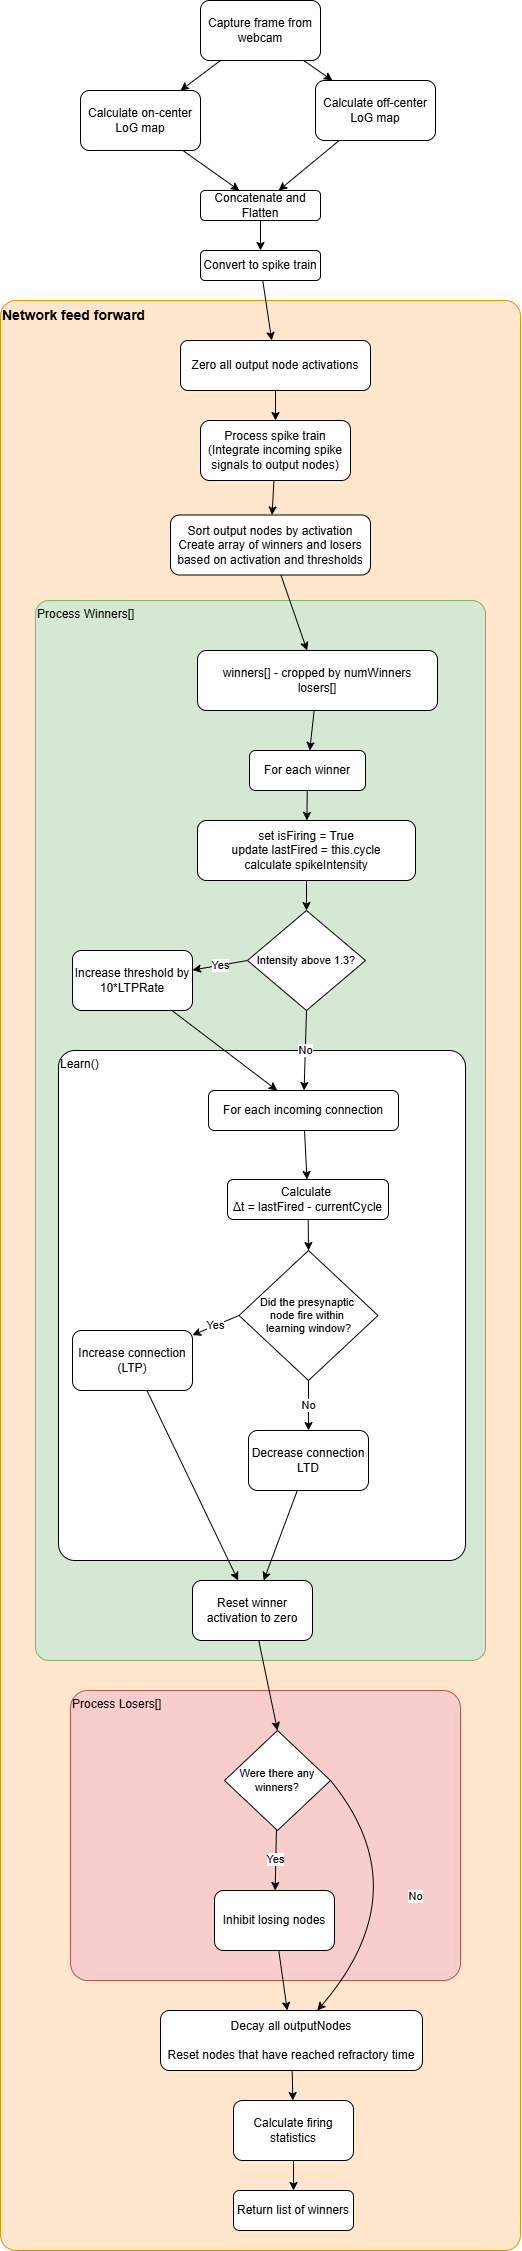 Capture frame from
webcam
Calculate on-center
LoG map
Calculate off-center
LoG map
Concatenate and
Flatten
Convert to spike train
Network feed forward
Zero all output node activations
Process spike train
(Integrate incoming spike
signals to output nodes)
Sort output nodes by activation
Create array of winners and losers
based on activation and thresholds
Process Winners[]
winners[] - cropped by numWinners
losers[]
For each winner
set isFiring = True
update lastFired = this.cycle
calculate spikeIntensity
Intensity above 1.3?
Yes
Increase threshold by
10*LTPRate
No
Learn()
For each incoming connection
Calculate
Δt = lastFired - currentCycle
Did the presynaptic
node fire within
learning window?
Yes
Increase connection
(LTP)
No
Decrease connection
LTD
Reset winner
activation to zero
Process Losers[]
Were there any
winners?
Yes
No
Inhibit losing nodes
Decay all outputNodes
Reset nodes that have reached refractory time
Calculate firing
statistics
Return list of winners